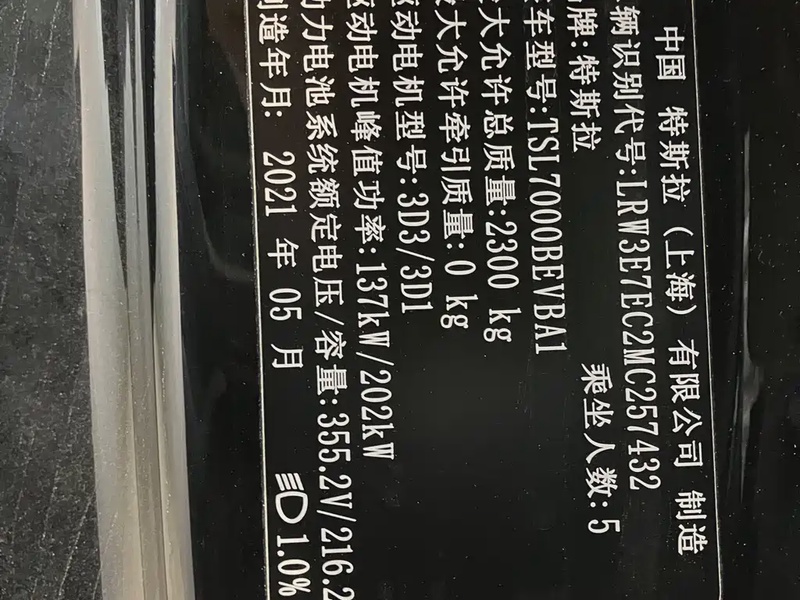 中国 特斯拉（上海）有限公司 制造
辆识别代号:LRW3E7EC2MC257432
牌:特斯拉 乘坐人数:5
车型号:TSL7000BEVBA1
大允许总质量:2300 kg
大允许牵引质量:0 kg
动电机型号:3D3/3D1
动电机峰值功率:137kW/202kW
力电池系统额定电压/容量:355.2V/216.2
造年月: 2021 年 05 月 1.0%